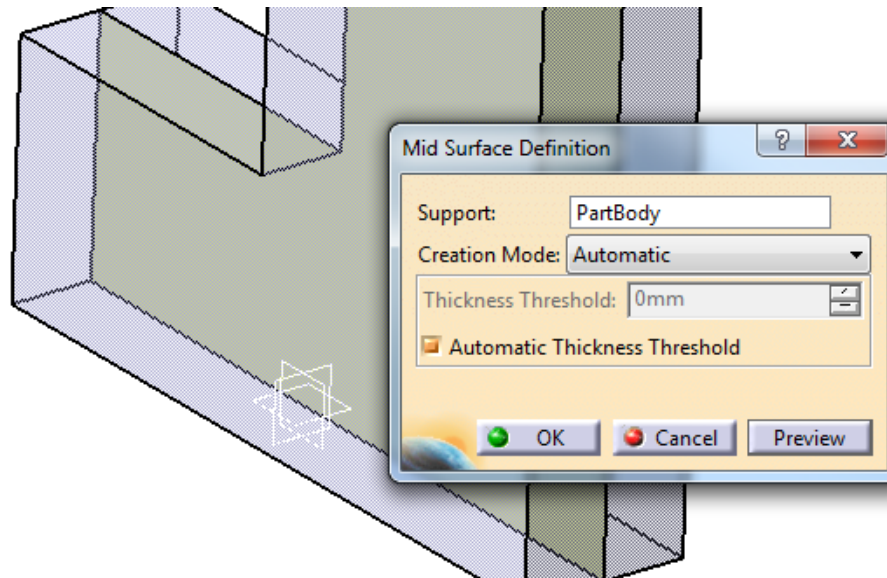 Mid Surface Definition
?
X
Support: PartBody
Creation Mode: Automatic
Thickness Threshold: 0mm
Automatic Thickness Threshold
OK Cancel Preview